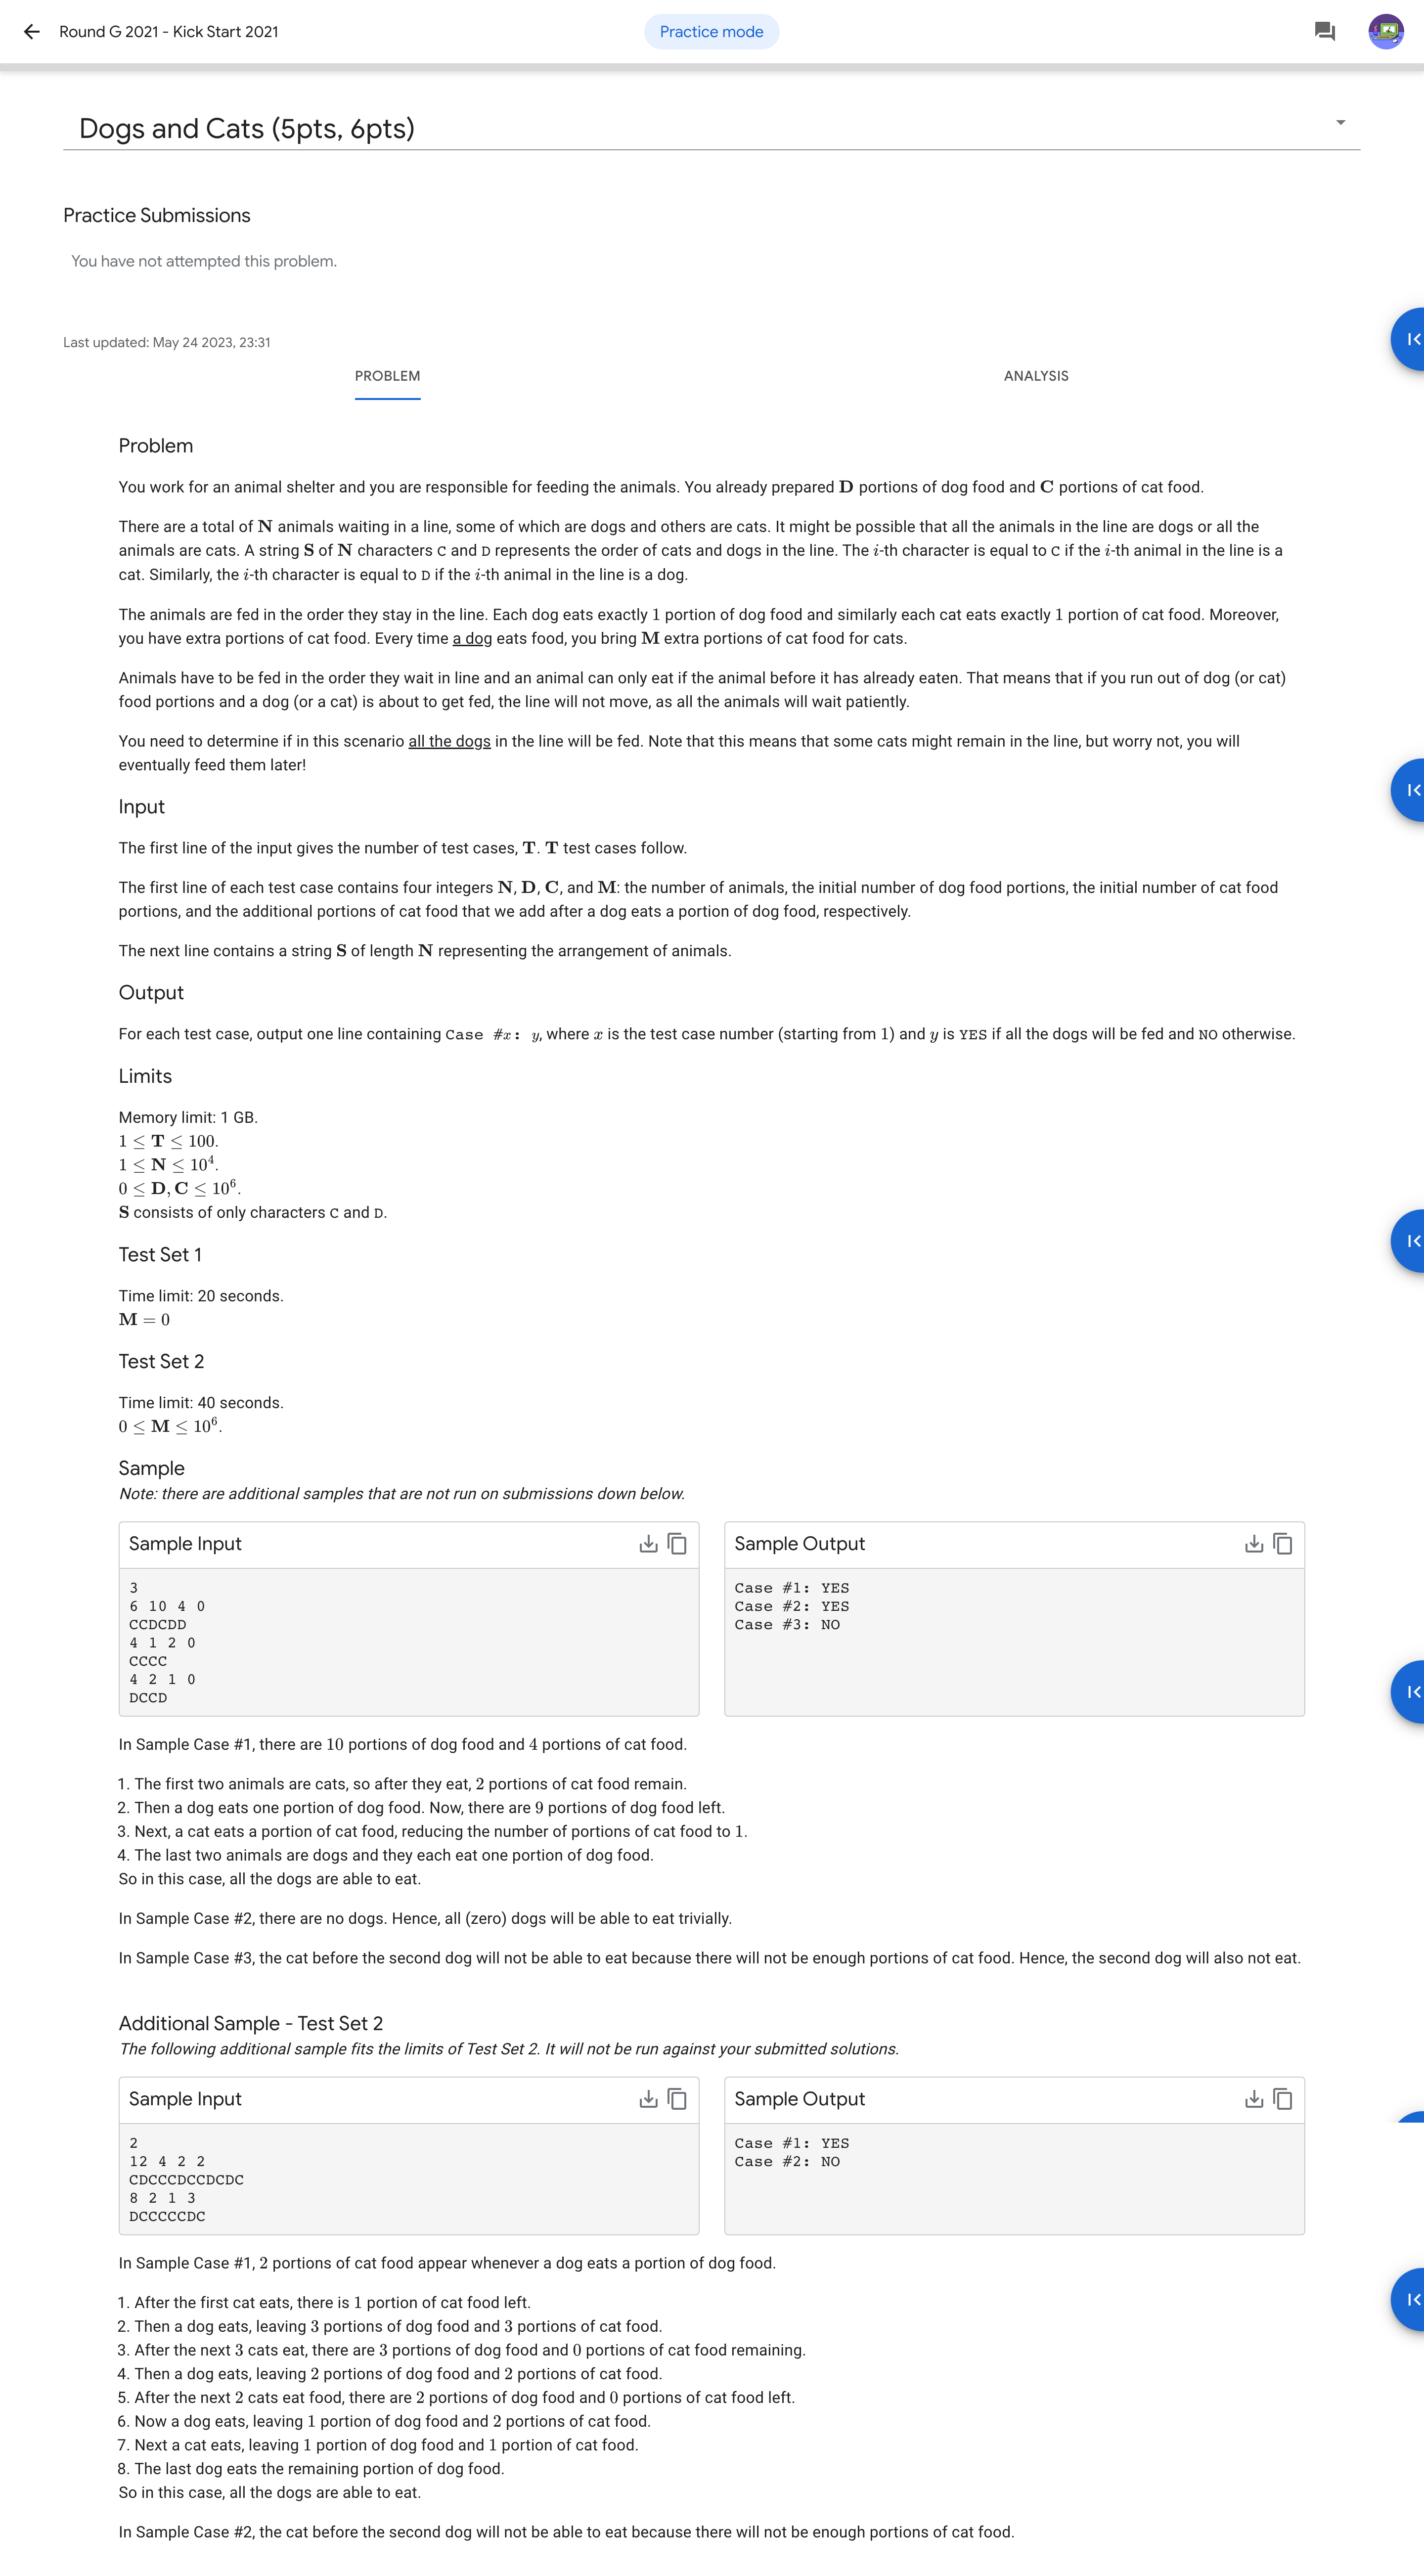 Round G 2021 - Kick Start 2021
Practice mode
Dogs and Cats (5pts, 6pts)
Practice Submissions
You have not attempted this problem.
Last updated: May 24 2023, 23:31
PROBLEM
ANALYSIS
Problem
You work for an animal shelter and you are responsible for feeding the animals. You already prepared D portions of dog food and C portions of cat food.
There are a total of N animals waiting in a line, some of which are dogs and others are cats. It might be possible that all the animals in the line are dogs or all the
animals are cats. A string S of N characters C and D represents the order of cats and dogs in the line. The i-th character is equal to C if the i-th animal in the line is a
cat. Similarly, the i-th character is equal to D if the i-th animal in the line is a dog.
The animals are fed in the order they stay in the line. Each dog eats exactly 1 portion of dog food and similarly each cat eats exactly 1 portion of cat food. Moreover,
you have extra portions of cat food. Every time a dog eats food, you bring M extra portions of cat food for cats.
Animals have to be fed in the order they wait in line and an animal can only eat if the animal before it has already eaten. That means that if you run out of dog (or cat)
food portions and a dog (or a cat) is about to get fed, the line will not move, as all the animals will wait patiently.
You need to determine if in this scenario all the dogs in the line will be fed. Note that this means that some cats might remain in the line, but worry not, you will
eventually feed them later!
Input
The first line of the input gives the number of test cases, T. T test cases follow.
The first line of each test case contains four integers N, D, C, and M: the number of animals, the initial number of dog food portions, the initial number of cat food
portions, and the additional portions of cat food that we add after a dog eats a portion of dog food, respectively.
The next line contains a string S of length N representing the arrangement of animals.
Output
For each test case, output one line containing Case #x: y, where x is the test case number (starting from 1) and y is YES if all the dogs will be fed and NO otherwise.
Limits
Memory limit: 1 GB.
1 ≤ T ≤ 100.
1 ≤ N ≤ 10⁴.
0 ≤ D, C ≤ 10⁶.
S consists of only characters C and D.
Test Set 1
Time limit: 20 seconds.
M = 0
Test Set 2
Time limit: 40 seconds.
0 ≤ M ≤ 10⁶.
Sample
Note: there are additional samples that are not run on submissions down below.
Sample Input
3
6 10 4 0
CCDCDD
4 1 2 0
CCCC
4 2 1 0
DCCD
Sample Output
Case #1: YES
Case #2: YES
Case #3: NO
In Sample Case #1, there are 10 portions of dog food and 4 portions of cat food.
1. The first two animals are cats, so after they eat, 2 portions of cat food remain.
2. Then a dog eats one portion of dog food. Now, there are 9 portions of dog food left.
3. Next, a cat eats a portion of cat food, reducing the number of portions of cat food to 1.
4. The last two animals are dogs and they each eat one portion of dog food.
So in this case, all the dogs are able to eat.
In Sample Case #2, there are no dogs. Hence, all (zero) dogs will be able to eat trivially.
In Sample Case #3, the cat before the second dog will not be able to eat because there will not be enough portions of cat food. Hence, the second dog will also not eat.
Additional Sample - Test Set 2
The following additional sample fits the limits of Test Set 2. It will not be run against your submitted solutions.
Sample Input
2
12 4 2 2
CDCCCDCCDCDC
8 2 1 3
DCCCCCDC
Sample Output
Case #1: YES
Case #2: NO
In Sample Case #1, 2 portions of cat food appear whenever a dog eats a portion of dog food.
1. After the first cat eats, there is 1 portion of cat food left.
2. Then a dog eats, leaving 3 portions of dog food and 3 portions of cat food.
3. After the next 3 cats eat, there are 3 portions of dog food and 0 portions of cat food remaining.
4. Then a dog eats, leaving 2 portions of dog food and 2 portions of cat food.
5. After the next 2 cats eat food, there are 2 portions of dog food and 0 portions of cat food left.
6. Now a dog eats, leaving 1 portion of dog food and 2 portions of cat food.
7. Next a cat eats, leaving 1 portion of dog food and 1 portion of cat food.
8. The last dog eats the remaining portion of dog food.
So in this case, all the dogs are able to eat.
In Sample Case #2, the cat before the second dog will not be able to eat because there will not be enough portions of cat food.